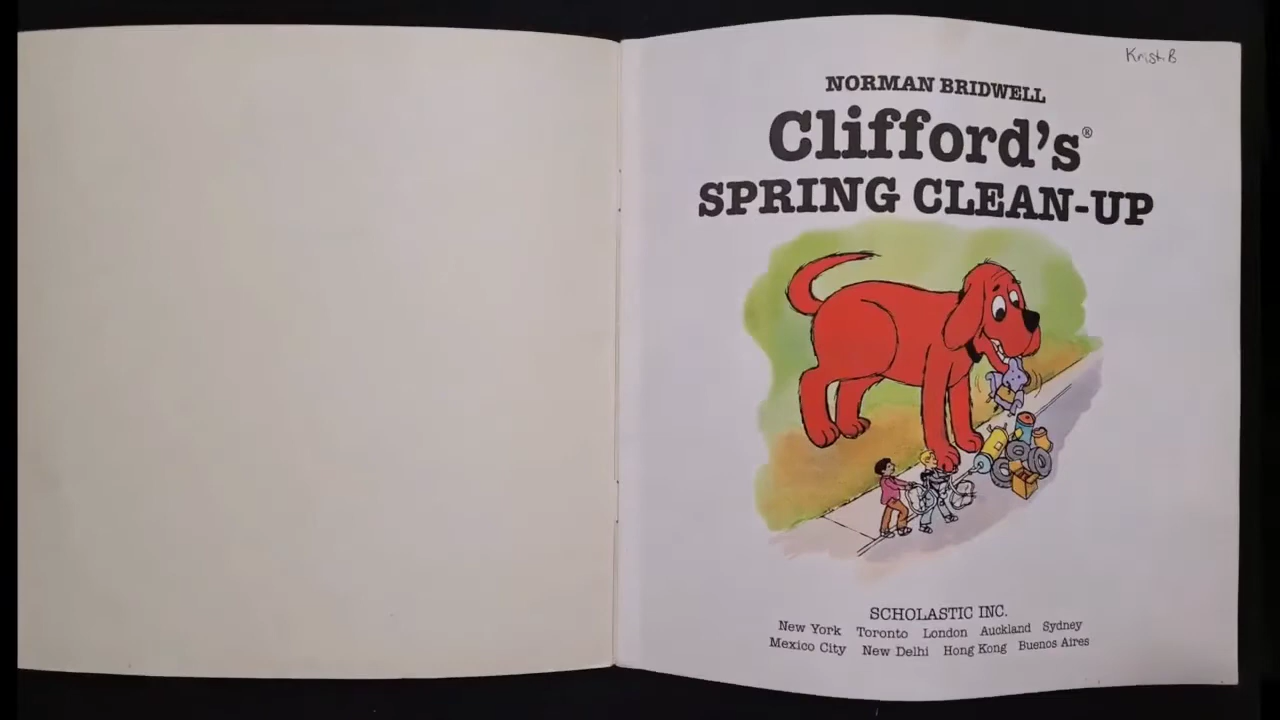 Krish B
NORMAN BRIDWELL
Clifford's®
SPRING CLEAN-UP
SCHOLASTIC INC.
New York Toronto London Auckland Sydney
Mexico City New Delhi Hong Kong Buenos Aires